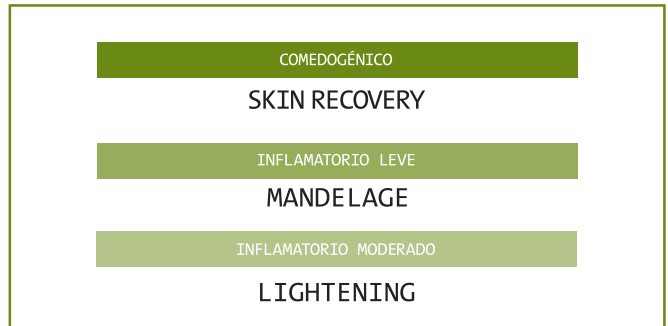 COMEDOGÉNICO
SKIN RECOVERY
INFLAMATORIO LEVE
MANDELAGE
INFLAMATORIO MODERADO
LIGHTENING